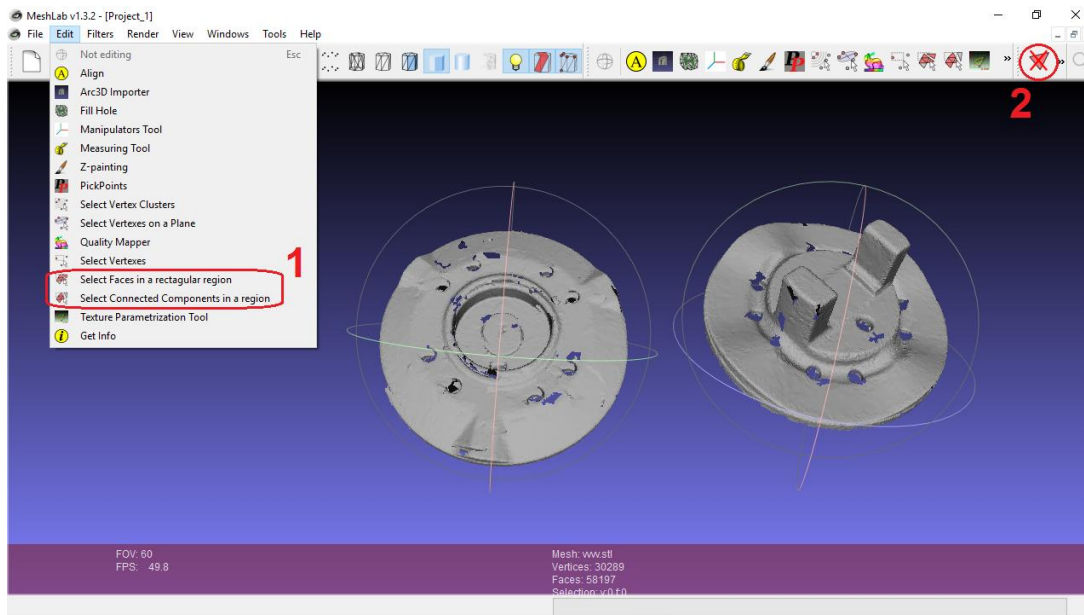 MeshLab v1.3.2 - [Project_1]
File Edit Filters Render View Windows Tools Help
Not editing Esc
Align
Arc3D Importer
Fill Hole
Manipulators Tool
Measuring Tool
Z-painting
PickPoints
Select Vertex Clusters
Select Vertexes on a Plane
Quality Mapper
Select Vertexes
Select Faces in a rectagular region
Select Connected Components in a region
Texture Parametrization Tool
Get Info
1
2
FOV: 60
FPS: 49.8
Mesh: vvv.stl
Vertices: 30289
Faces: 58197
Selection: v:0 f:0